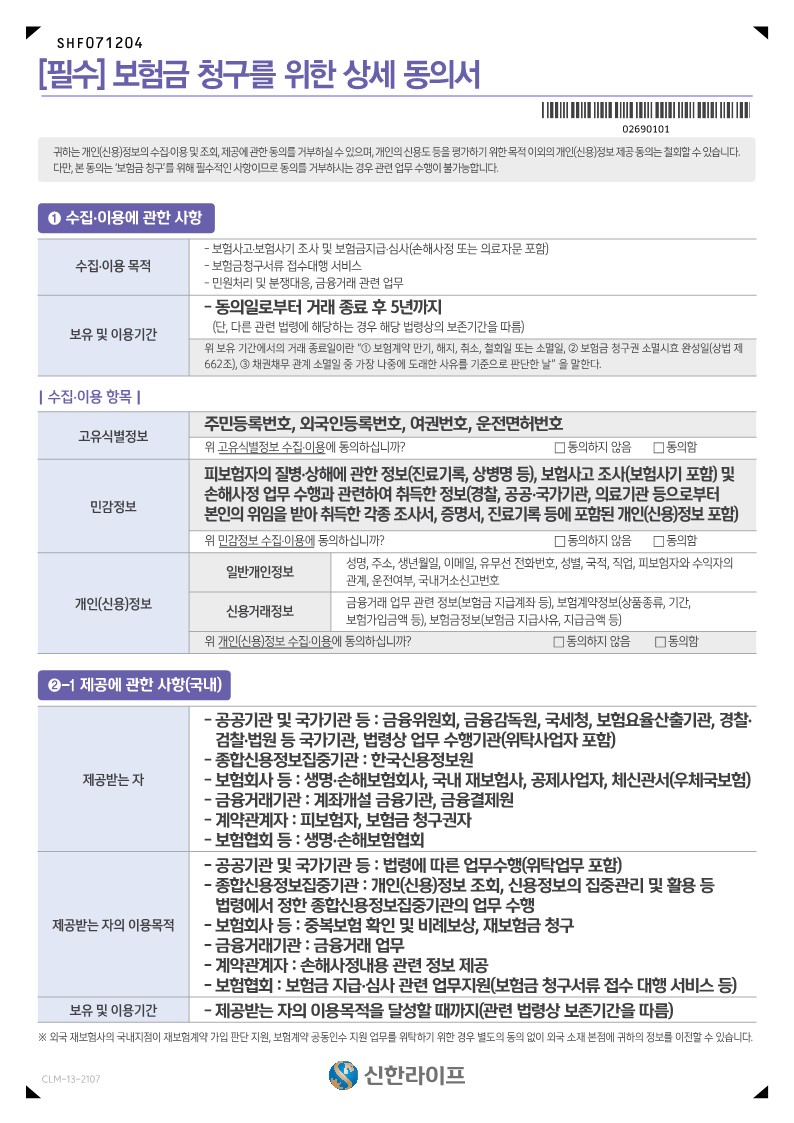 SHF071204
[필수] 보험금 청구를 위한 상세 동의서
02690101
귀하는 개인(신용)정보의 수집·이용 및 조회, 제공에 관한 동의를 거부하실 수 있으며, 개인의 신용도 등을 평가하기 위한 목적 이외의 개인(신용)정보 제공 동의는 철회할 수 있습니다.
다만, 본 동의는 '보험금 청구'를 위해 필수적인 사항이므로 동의를 거부하시는 경우 관련 업무 수행이 불가능합니다.
❶ 수집·이용에 관한 사항
수집·이용 목적
- 보험사고·보험사기 조사 및 보험금지급·심사(손해사정 또는 의료자문 포함)
- 보험금청구서류 접수대행 서비스
- 민원처리 및 분쟁대응, 금융거래 관련 업무
보유 및 이용기간
- 동의일로부터 거래 종료 후 5년까지
(단, 다른 관련 법령에 해당하는 경우 해당 법령상의 보존기간을 따름)
위 보유 기간에서의 거래 종료일이란 "① 보험계약 만기, 해지, 취소, 철회일 또는 소멸일, ② 보험금 청구권 소멸시효 완성일(상법 제
662조), ③ 채권채무 관계 소멸일 중 가장 나중에 도래한 사유를 기준으로 판단한 날" 을 말한다.
| 수집·이용 항목 |
고유식별정보
주민등록번호, 외국인등록번호, 여권번호, 운전면허번호
위 고유식별정보 수집·이용에 동의하십니까? □ 동의하지 않음 □ 동의함
민감정보
피보험자의 질병·상해에 관한 정보(진료기록, 상병명 등), 보험사고 조사(보험사기 포함) 및
손해사정 업무 수행과 관련하여 취득한 정보(경찰, 공공·국가기관, 의료기관 등으로부터
본인의 위임을 받아 취득한 각종 조사서, 증명서, 진료기록 등에 포함된 개인(신용)정보 포함)
위 민감정보 수집·이용에 동의하십니까? □ 동의하지 않음 □ 동의함
개인(신용)정보
일반개인정보
성명, 주소, 생년월일, 이메일, 유무선 전화번호, 성별, 국적, 직업, 피보험자와 수익자의
관계, 운전여부, 국내거소신고번호
신용거래정보
금융거래 업무 관련 정보(보험금 지급계좌 등), 보험계약정보(상품종류, 기간,
보험가입금액 등), 보험금정보(보험금 지급사유, 지급금액 등)
위 개인(신용)정보 수집·이용에 동의하십니까? □ 동의하지 않음 □ 동의함
❷-1 제공에 관한 사항(국내)
제공받는 자
- 공공기관 및 국가기관 등 : 금융위원회, 금융감독원, 국세청, 보험요율산출기관, 경찰·
검찰·법원 등 국가기관, 법령상 업무 수행기관(위탁사업자 포함)
- 종합신용정보집중기관 : 한국신용정보원
- 보험회사 등 : 생명·손해보험회사, 국내 재보험사, 공제사업자, 체신관서(우체국보험)
- 금융거래기관 : 계좌개설 금융기관, 금융결제원
- 계약관계자 : 피보험자, 보험금 청구권자
- 보험협회 등 : 생명·손해보험협회
제공받는 자의 이용목적
- 공공기관 및 국가기관 등 : 법령에 따른 업무수행(위탁업무 포함)
- 종합신용정보집중기관 : 개인(신용)정보 조회, 신용정보의 집중관리 및 활용 등
법령에서 정한 종합신용정보집중기관의 업무 수행
- 보험회사 등 : 중복보험 확인 및 비례보상, 재보험금 청구
- 금융거래기관 : 금융거래 업무
- 계약관계자 : 손해사정내용 관련 정보 제공
- 보험협회 : 보험금 지급·심사 관련 업무지원(보험금 청구서류 접수 대행 서비스 등)
보유 및 이용기간
- 제공받는 자의 이용목적을 달성할 때까지(관련 법령상 보존기간을 따름)
※ 외국 재보험사의 국내지점이 재보험계약 가입 판단 지원, 보험계약 공동인수 지원 업무를 위탁하기 위한 경우 별도의 동의 없이 외국 소재 본점에 귀하의 정보를 이전할 수 있습니다.
CLM-13-2107
신한라이프